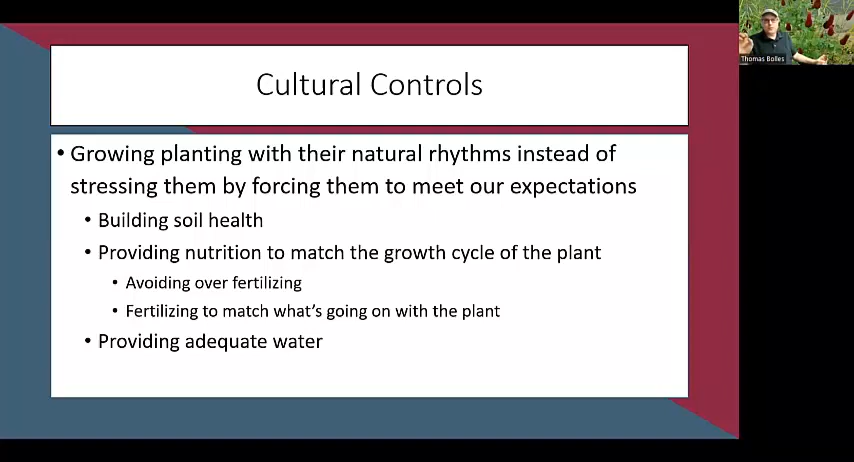 Cultural Controls
• Growing planting with their natural rhythms instead of
stressing them by forcing them to meet our expectations
• Building soil health
• Providing nutrition to match the growth cycle of the plant
• Avoiding over fertilizing
• Fertilizing to match what's going on with the plant
• Providing adequate water
Thomas Bolles